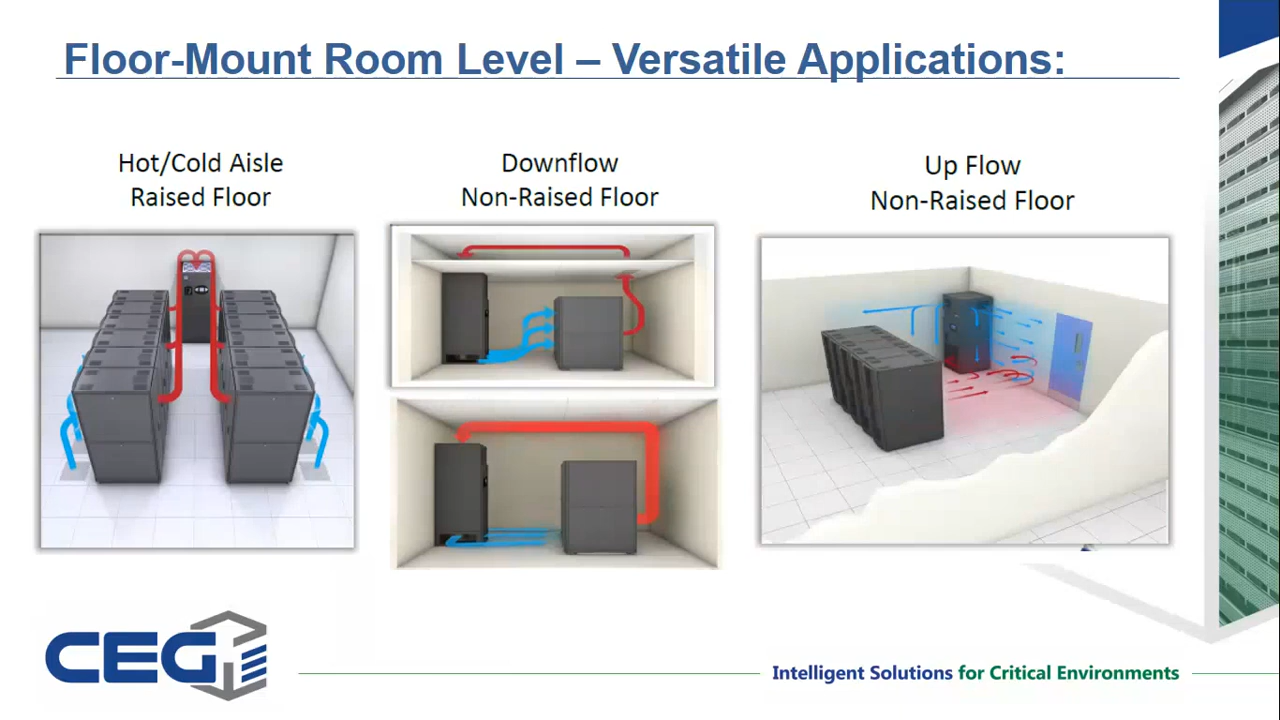 Floor-Mount Room Level – Versatile Applications:
Hot/Cold Aisle
Raised Floor
Downflow
Non-Raised Floor
Up Flow
Non-Raised Floor
CEG
Intelligent Solutions for Critical Environments